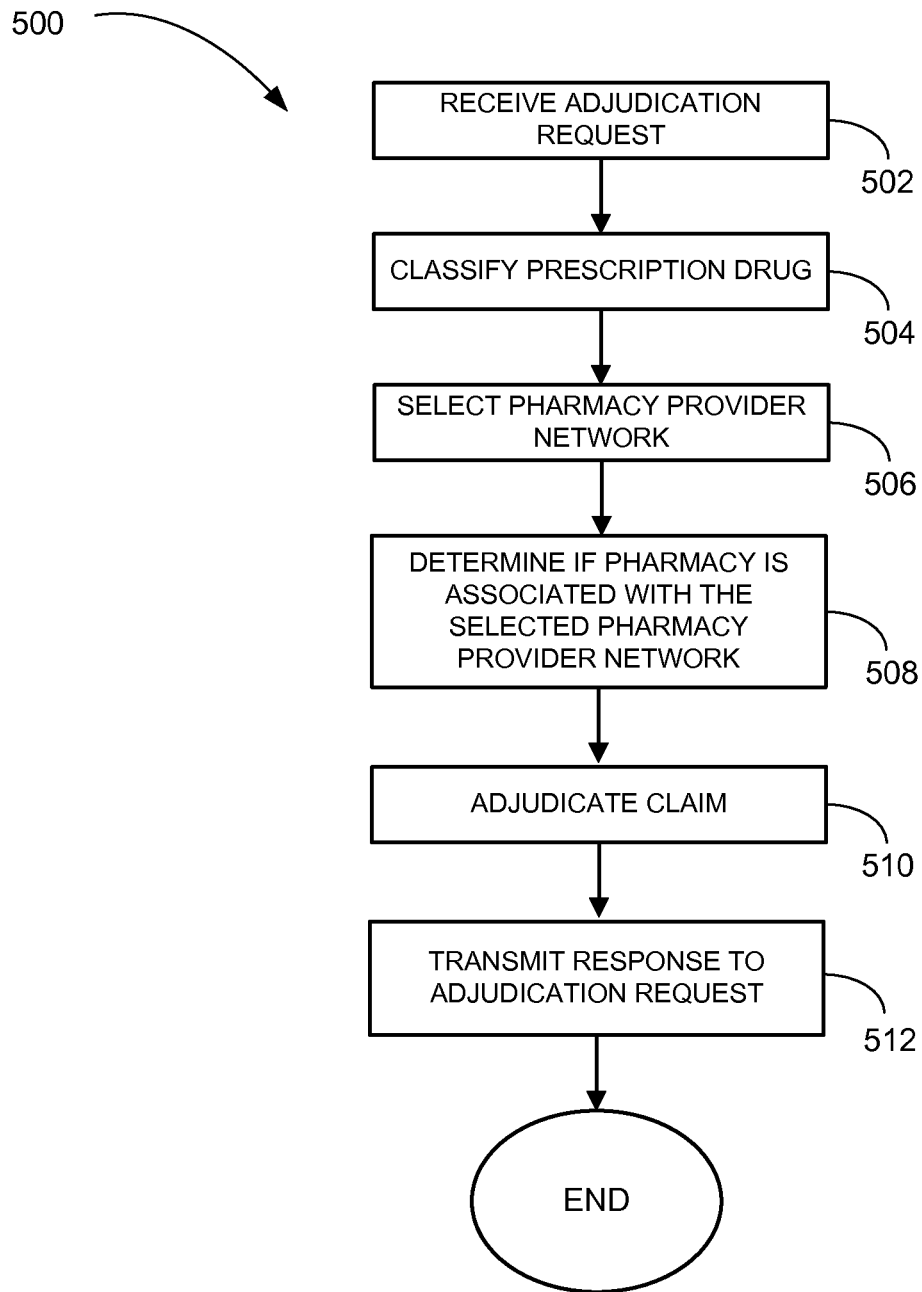 500
RECEIVE ADJUDICATION
REQUEST
502
CLASSIFY PRESCRIPTION DRUG
504
SELECT PHARMACY PROVIDER
NETWORK
506
DETERMINE IF PHARMACY IS
ASSOCIATED WITH THE
SELECTED PHARMACY
PROVIDER NETWORK
508
ADJUDICATE CLAIM
510
TRANSMIT RESPONSE TO
ADJUDICATION REQUEST
512
END